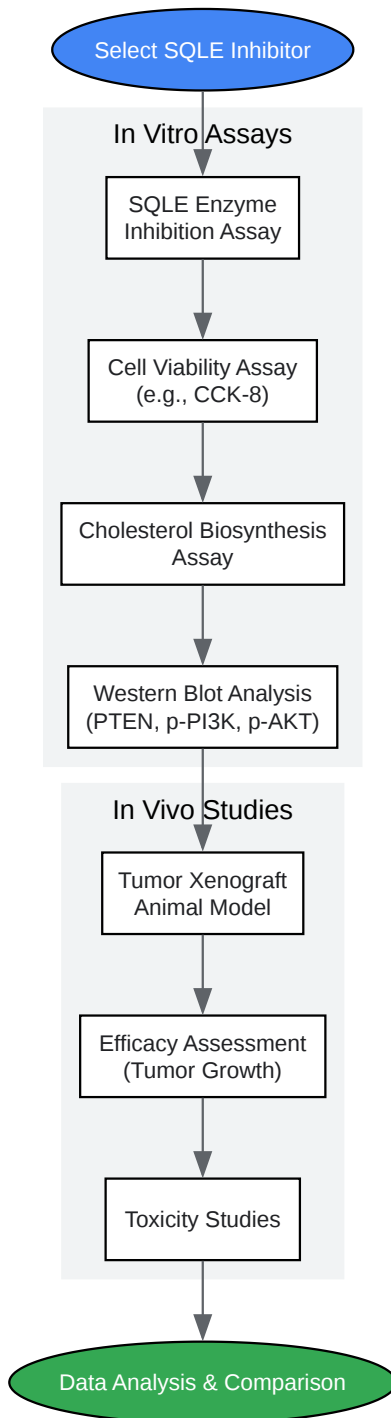 Select SQLE Inhibitor
In Vitro Assays
SQLE Enzyme
Inhibition Assay
Cell Viability Assay
(e.g., CCK-8)
Cholesterol Biosynthesis
Assay
Western Blot Analysis
(PTEN, p-PI3K, p-AKT)
In Vivo Studies
Tumor Xenograft
Animal Model
Efficacy Assessment
(Tumor Growth)
Toxicity Studies
Data Analysis & Comparison